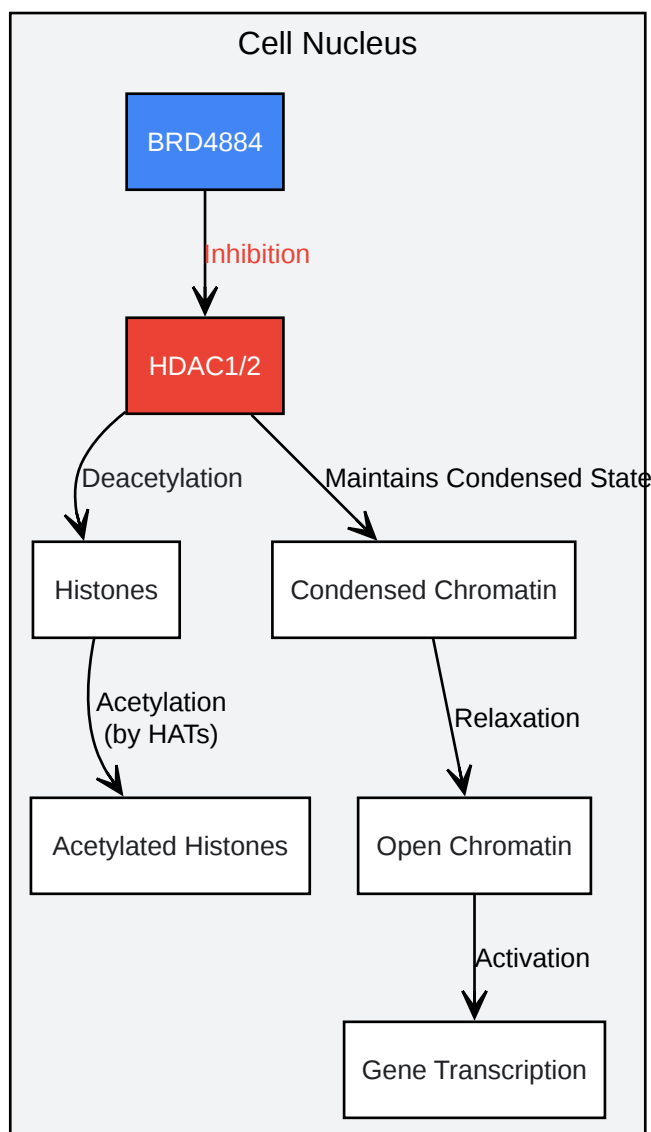 Cell Nucleus
BRD4884
Inhibition
HDAC1/2
Deacetylation
Maintains Condensed State
Histones
Condensed Chromatin
Acetylation
(by HATs)
Relaxation
Acetylated Histones
Open Chromatin
Activation
Gene Transcription